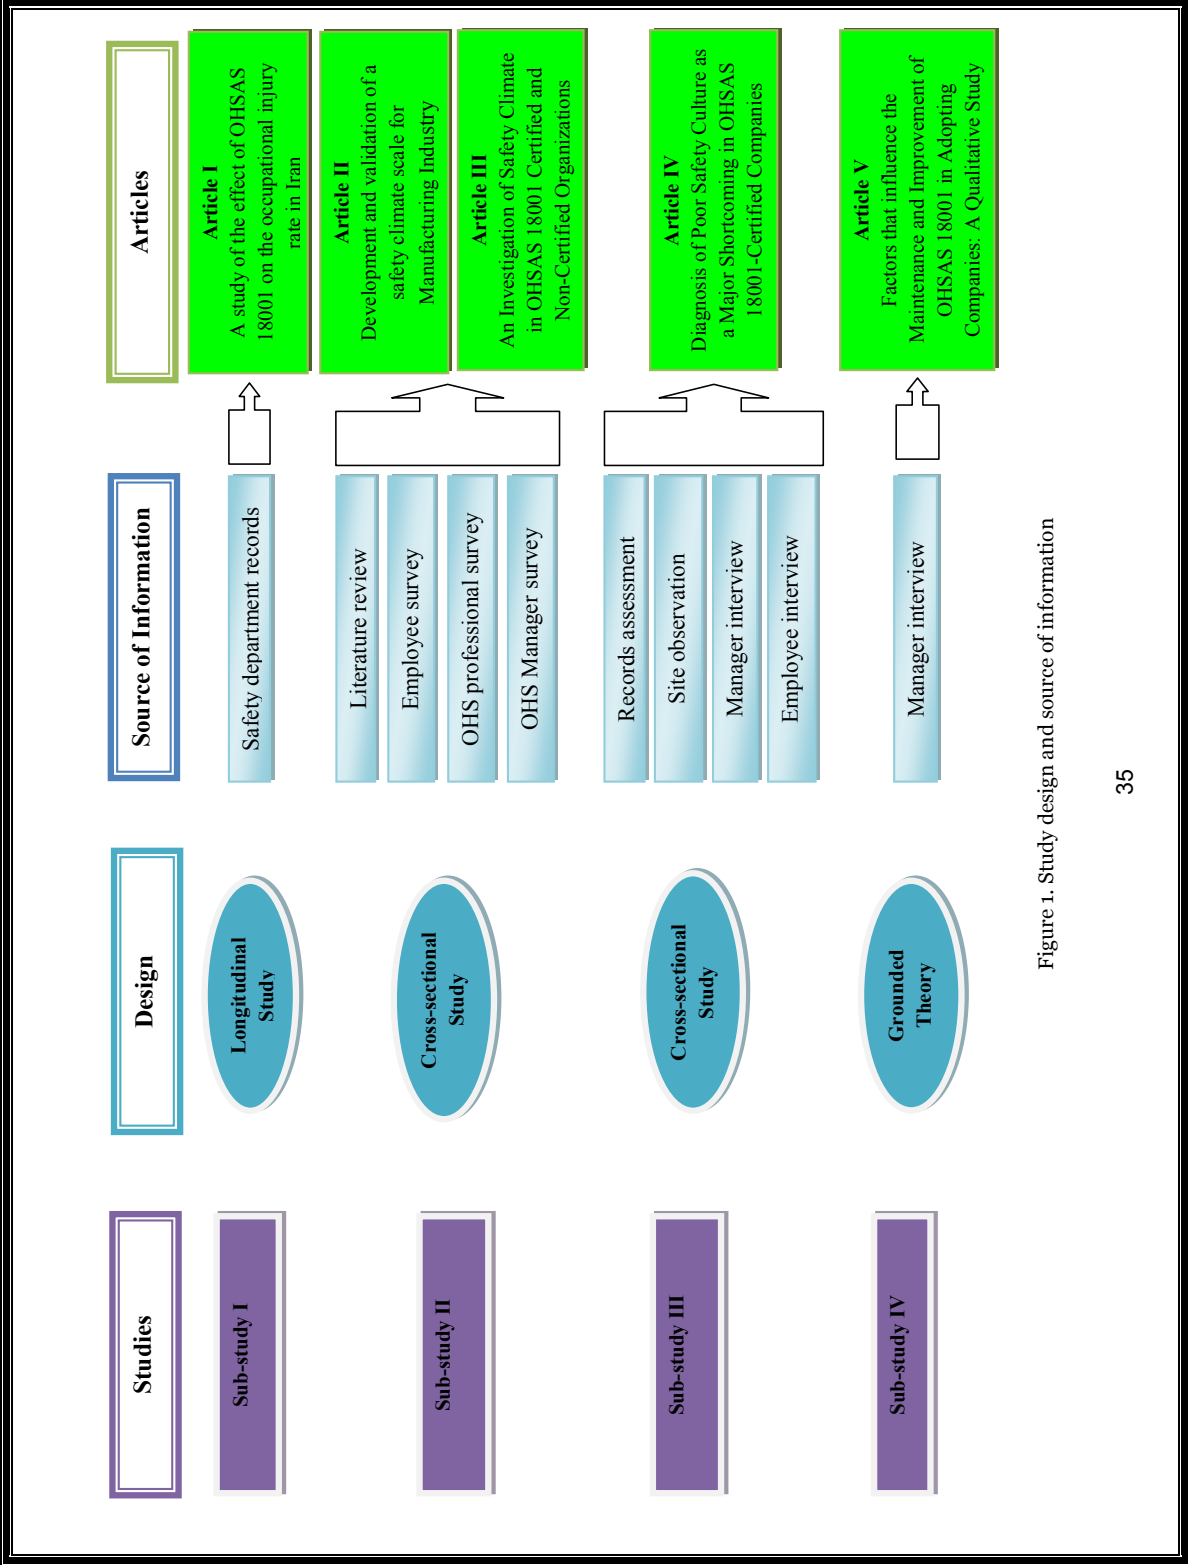 Studies
Design
Source of Information
Articles
Sub-study I
Longitudinal
Study
Safety department records
Article I
A study of the effect of OHSAS
18001 on the occupational injury
rate in Iran
Sub-study II
Cross-sectional
Study
Literature review
Employee survey
OHS professional survey
OHS Manager survey
Article II
Development and validation of a
safety climate scale for
Manufacturing Industry
Article III
An Investigation of Safety Climate
in OHSAS 18001 Certified and
Non-Certified Organizations
Sub-study III
Cross-sectional
Study
Records assessment
Site observation
Manager interview
Employee interview
Article IV
Diagnosis of Poor Safety Culture as
a Major Shortcoming in OHSAS
18001-Certified Companies
Sub-study IV
Grounded
Theory
Manager interview
Article V
Factors that influence the
Maintenance and Improvement of
OHSAS 18001 in Adopting
Companies: A Qualitative Study
Figure 1. Study design and source of information
35